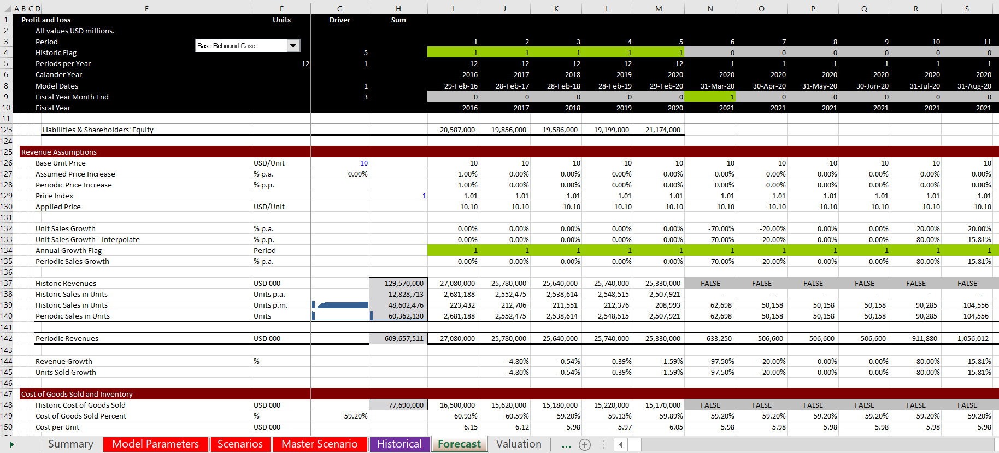 A B C D E F G H I J K L M N O P Q R S
1 Profit and Loss Units Driver Sum
2 All values USD millions.
3 Period Base Rebound Case 1 2 3 4 5 6 7 8 9 10 11
4 Historic Flag 5 1 1 1 1 1 0 0 0 0 0 0
5 Periods per Year 12 1 12 12 12 12 12 1 1 1 1 1 1
6 Calander Year 2016 2017 2018 2019 2020 2020 2020 2020 2020 2020 2020
8 Model Dates 1 29-Feb-16 28-Feb-17 28-Feb-18 28-Feb-19 29-Feb-20 31-Mar-20 30-Apr-20 31-May-20 30-Jun-20 31-Jul-20 31-Aug-20
9 Fiscal Year Month End 3 0 0 0 0 0 1 0 0 0 0 0
10 Fiscal Year 2016 2017 2018 2019 2020 2021 2021 2021 2021 2021 2021
11
123 Liabilities & Shareholders' Equity 20,587,000 19,856,000 19,586,000 19,199,000 21,174,000
124
125 Revenue Assumptions
126 Base Unit Price USD/Unit 10 10 10 10 10 10 10 10 10 10 10 10
127 Assumed Price Increase % p.a. 0.00% 1.00% 0.00% 0.00% 0.00% 0.00% 0.00% 0.00% 0.00% 0.00% 0.00% 0.00%
128 Periodic Price Increase % p.p. 1.00% 0.00% 0.00% 0.00% 0.00% 0.00% 0.00% 0.00% 0.00% 0.00% 0.00%
129 Price Index 1 1.01 1.01 1.01 1.01 1.01 1.01 1.01 1.01 1.01 1.01 1.01
130 Applied Price USD/Unit 10.10 10.10 10.10 10.10 10.10 10.10 10.10 10.10 10.10 10.10 10.10
131
132 Unit Sales Growth % p.a. 0.00% 0.00% 0.00% 0.00% 0.00% -70.00% -20.00% 0.00% 0.00% 20.00% 20.00%
133 Unit Sales Growth - Interpolate % p.p. 0.00% 0.00% 0.00% 0.00% 0.00% -70.00% -20.00% 0.00% 0.00% 80.00% 15.81%
134 Annual Growth Flag Period 1 1 1 1 1 1 1 1 1 1 1
135 Periodic Sales Growth % p.a. 0.00% 0.00% 0.00% 0.00% 0.00% -70.00% -20.00% 0.00% 0.00% 80.00% 15.81%
136
137 Historic Revenues USD 000 129,570,000 27,080,000 25,780,000 25,640,000 25,740,000 25,330,000 FALSE FALSE FALSE FALSE FALSE FALSE
138 Historic Sales in Units Units p.a. 12,828,713 2,681,188 2,552,475 2,538,614 2,548,515 2,507,921 - - - - - -
139 Historic Sales in Units Units p.m. 48,602,476 223,432 212,706 211,551 212,376 208,993 62,698 50,158 50,158 50,158 90,285 104,556
140 Periodic Sales in Units Units 60,362,130 2,681,188 2,552,475 2,538,614 2,548,515 2,507,921 62,698 50,158 50,158 50,158 90,285 104,556
141
142 Periodic Revenues USD 000 609,657,511 27,080,000 25,780,000 25,640,000 25,740,000 25,330,000 633,250 506,600 506,600 506,600 911,880 1,056,012
143
144 Revenue Growth % -4.80% -0.54% 0.39% -1.59% -97.50% -20.00% 0.00% 0.00% 80.00% 15.81%
145 Units Sold Growth -4.80% -0.54% 0.39% -1.59% -97.50% -20.00% 0.00% 0.00% 80.00% 15.81%
146
147 Cost of Goods Sold and Inventory
148 Historic Cost of Goods Sold USD 000 77,690,000 16,500,000 15,620,000 15,180,000 15,220,000 15,170,000 FALSE FALSE FALSE FALSE FALSE FALSE
149 Cost of Goods Sold Percent % 59.20% 60.93% 60.59% 59.20% 59.13% 59.89% 59.20% 59.20% 59.20% 59.20% 59.20% 59.20%
150 Cost per Unit USD 000 6.15 6.12 5.98 5.97 6.05 5.98 5.98 5.98 5.98 5.98 5.98
Summary Model Parameters Scenarios Master Scenario Historical Forecast Valuation ...